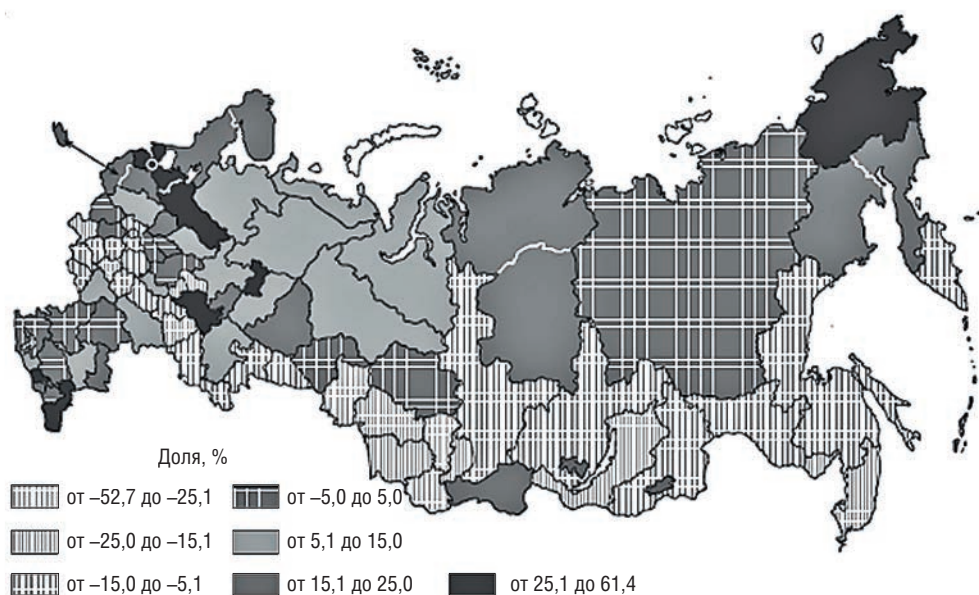 Доля, %
от –52,7 до –25,1
от –5,0 до 5,0
от –25,0 до –15,1
от 5,1 до 15,0
от –15,0 до –5,1
от 15,1 до 25,0
от 25,1 до 61,4